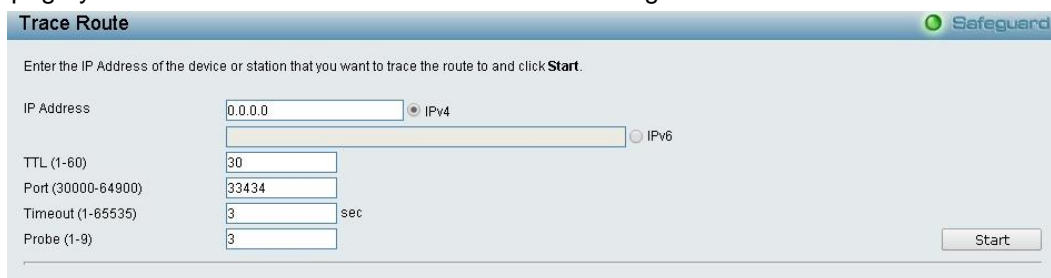 Trace Route
Safeguard
Enter the IP Address of the device or station that you want to trace the route to and click Start.
IP Address 0.0.0.0 IPv4
IPv6
TTL (1-60) 30
Port (30000-64900) 33434
Timeout (1-65535) 3 sec
Probe (1-9) 3
Start